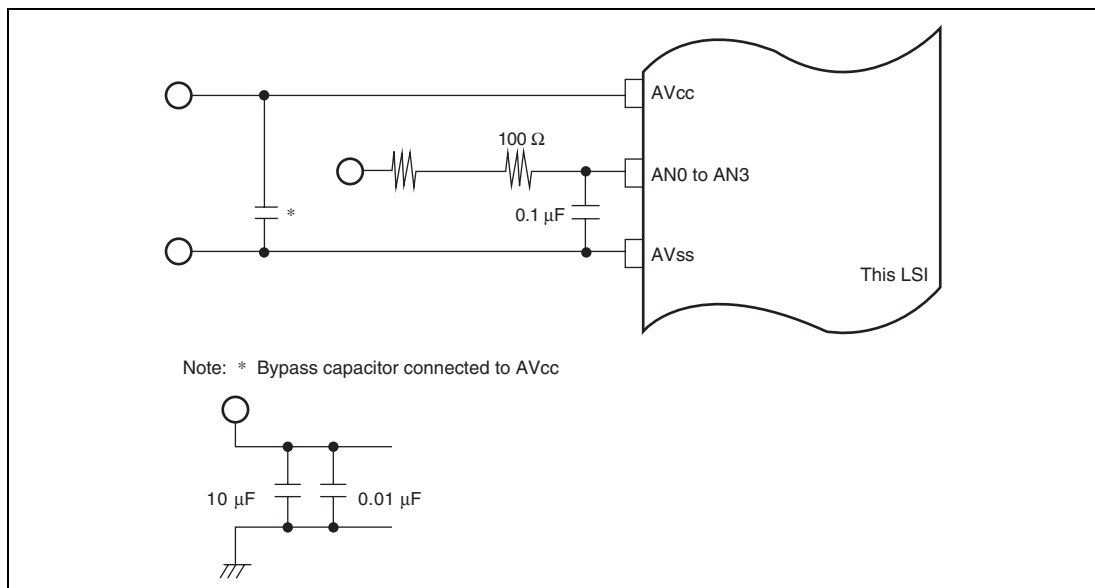 AVcc
100 Ω
AN0 to AN3
0.1 μF
*
AVss
This LSI
Note: * Bypass capacitor connected to AVcc
10 μF
0.01 μF